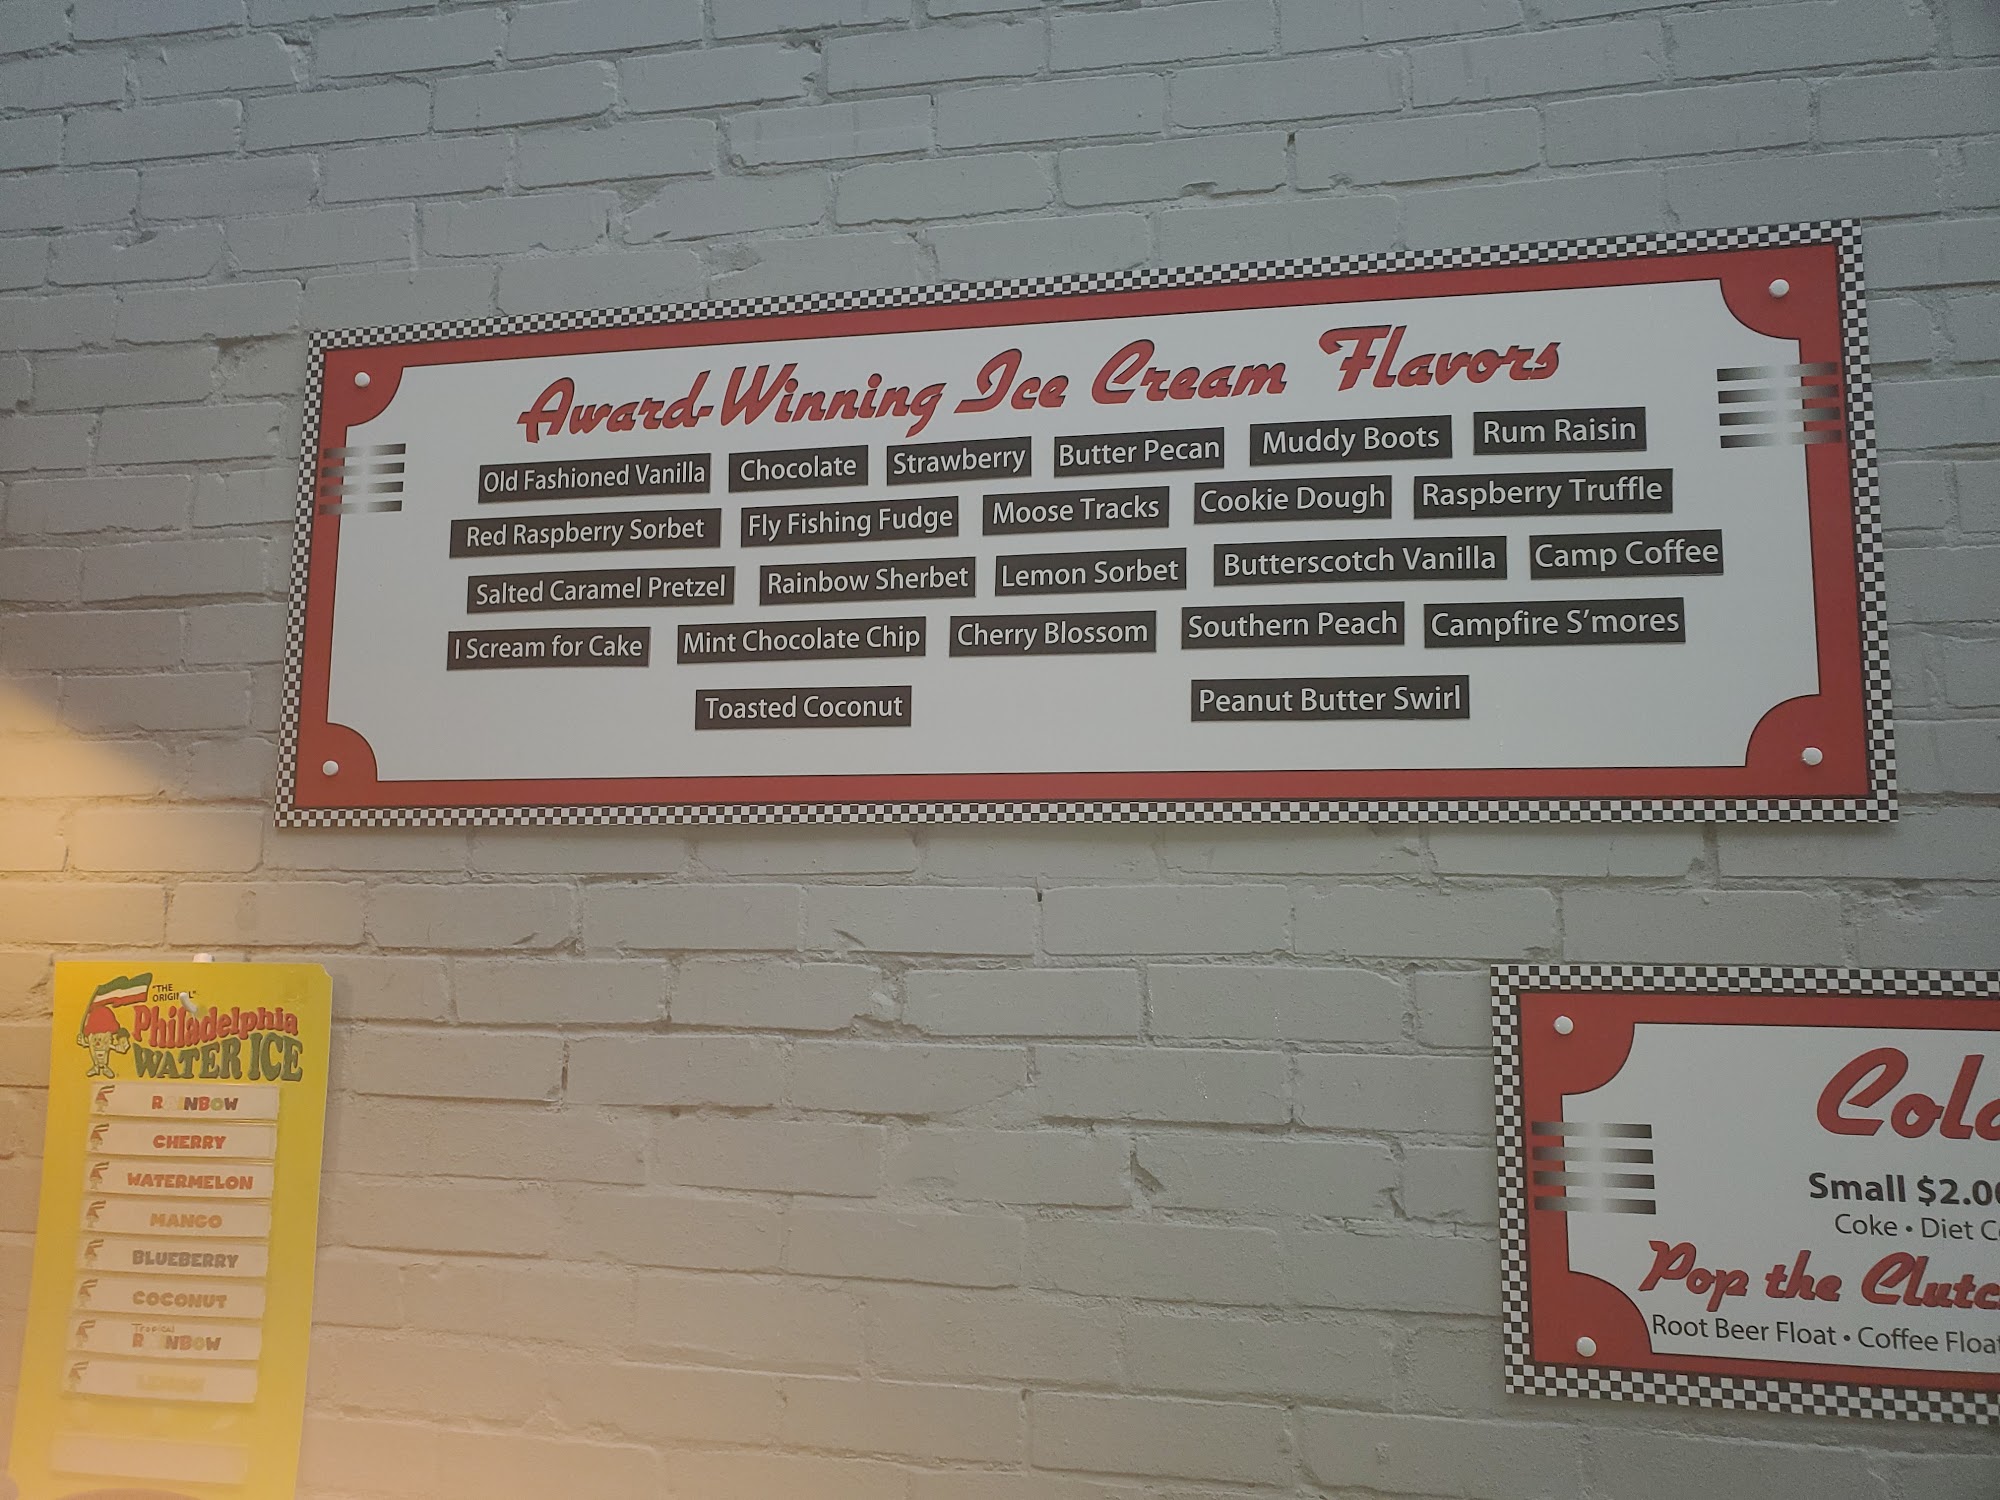 Award-Winning Ice Cream Flavors
Old Fashioned Vanilla Chocolate Strawberry Butter Pecan Muddy Boots Rum Raisin
Red Raspberry Sorbet Fly Fishing Fudge Moose Tracks Cookie Dough Raspberry Truffle
Salted Caramel Pretzel Rainbow Sherbet Lemon Sorbet Butterscotch Vanilla Camp Coffee
I Scream for Cake Mint Chocolate Chip Cherry Blossom Southern Peach Campfire S'mores
Toasted Coconut Peanut Butter Swirl
"THE
ORIGINAL"
Philadelphia
WATER ICE
RAINBOW
CHERRY
WATERMELON
MANGO
BLUEBERRY
COCONUT
Tropical
RAINBOW
Small $2.00
Coke • Diet
Pop the
Root Beer Float • Coffee